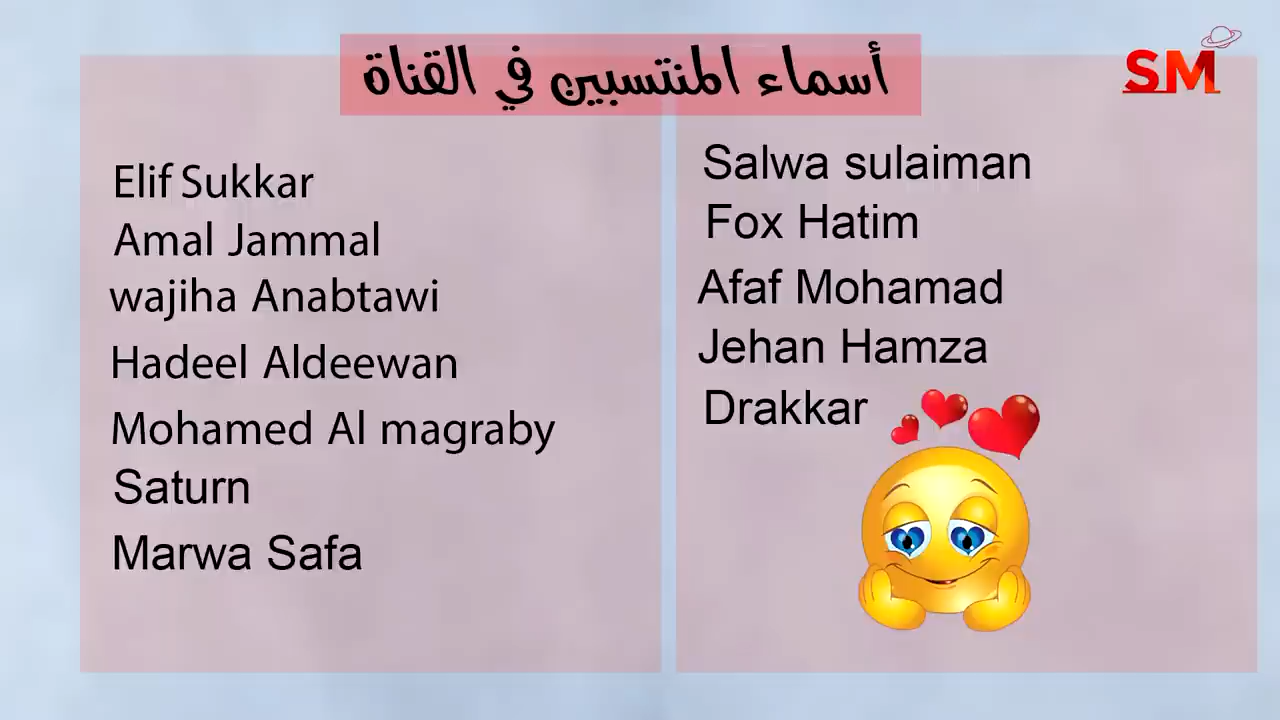 أسماء المنتسبين في القناة
SM
Elif Sukkar
Amal Jammal
wajiha Anabtawi
Hadeel Aldeewan
Mohamed Al magraby
Saturn
Marwa Safa
Salwa sulaiman
Fox Hatim
Afaf Mohamad
Jehan Hamza
Drakkar